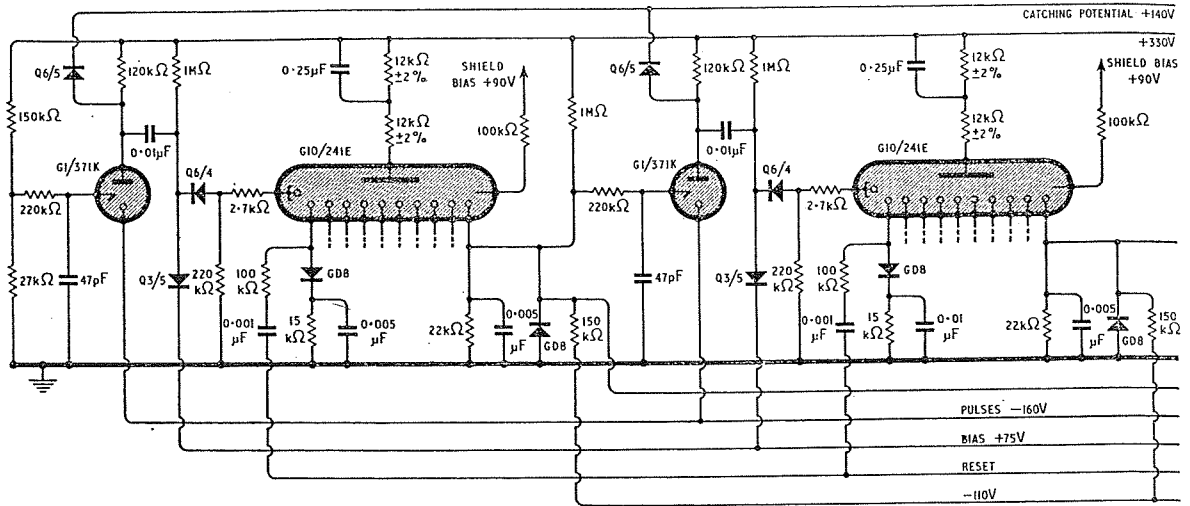 CATCHING POTENTIAL +140V
+330V
Q6/5
120kΩ
1MΩ
0·25μF
12kΩ
±2%
SHIELD
BIAS +90V
150kΩ
0·01μF
12kΩ
±2%
100kΩ
1MΩ
G1/371K
G10/241E
Q6/4
220kΩ
2·7kΩ
27kΩ
47pF
Q3/5
220
kΩ
100
kΩ
GD8
0·001
μF
15
kΩ
0·005
μF
22kΩ
0·005
μF
GD8
150
kΩ
Q6/5
120kΩ
1MΩ
0·25μF
12kΩ
±2%
SHIELD
BIAS
+90V
0·01μF
12kΩ
±2%
100kΩ
G1/371K
G10/241E
Q6/4
220kΩ
2·7kΩ
47pF
Q3/5
220
kΩ
100
kΩ
GD8
0·001
μF
15
kΩ
0·01
μF
22kΩ
0·005
μF
GD8
150
kΩ
PULSES −160V
BIAS +75V
RESET
−110V